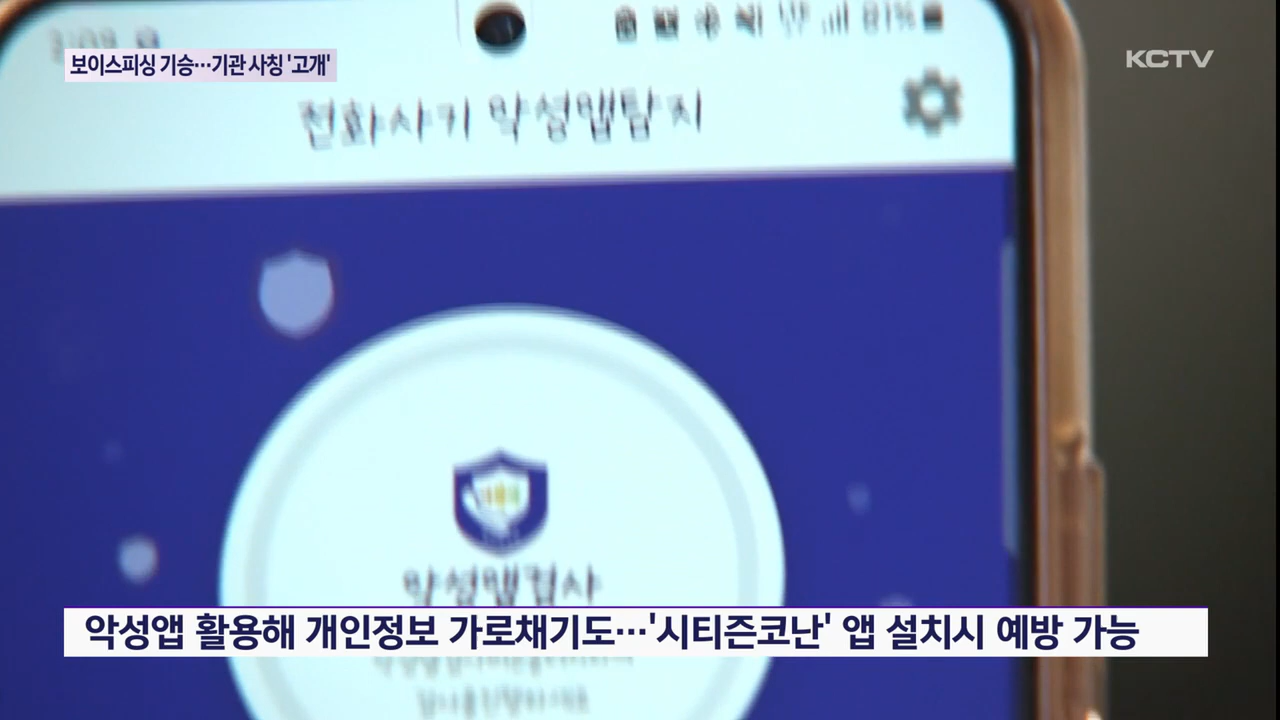 81%
보이스피싱 기승…기관 사칭 '고개'
KCTV
전화사기 악성앱탐지
악성앱검사
악성앱 활용해 개인정보 가로채기도…'시티즌코난' 앱 설치시 예방 가능